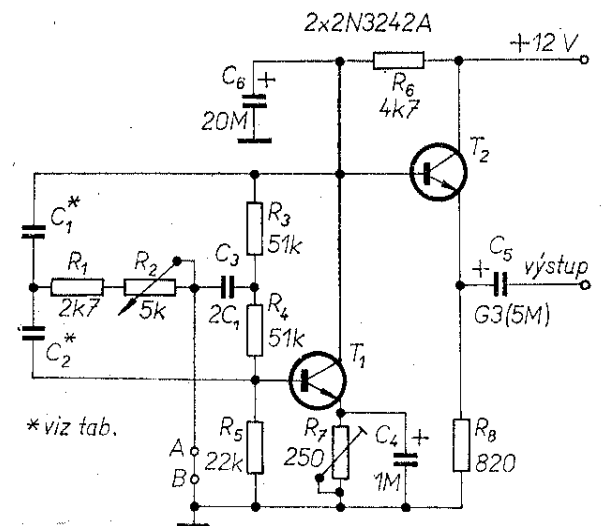 2x2N3242A
+12 V
C6 +
20M
R6
4k7
T2
C1*
R3
51k
C3
2C1
R1
2k7
R2
5k
R4
51k
C5
+
výstup
G3(5M)
C2*
T1
*viz tab.
A
B
R5
22k
R7
250
C4 +
1M
R8
820